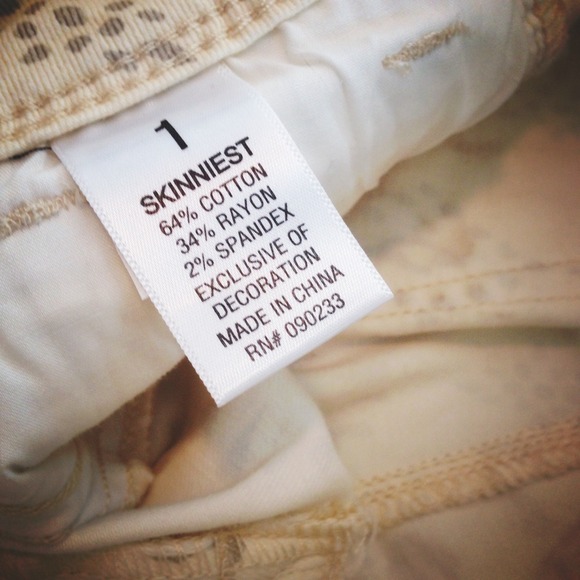 1
SKINNIEST
64% COTTON
34% RAYON
2% SPANDEX
EXCLUSIVE OF
DECORATION
MADE IN CHINA
RN# 090233